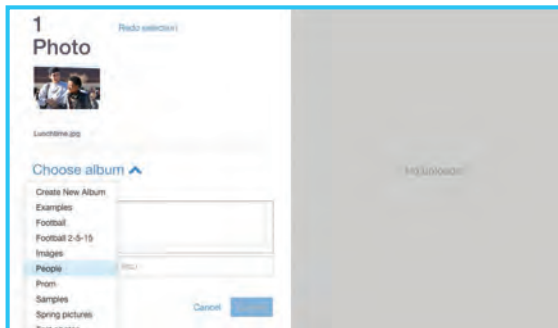 1
Photo
Redo selection
Lunchtime.jpg
Choose album
Create New Album
Examples
Football
Football 2-5-15
Images
People
Prom
Samples
Spring pictures
Cancel
No uploads